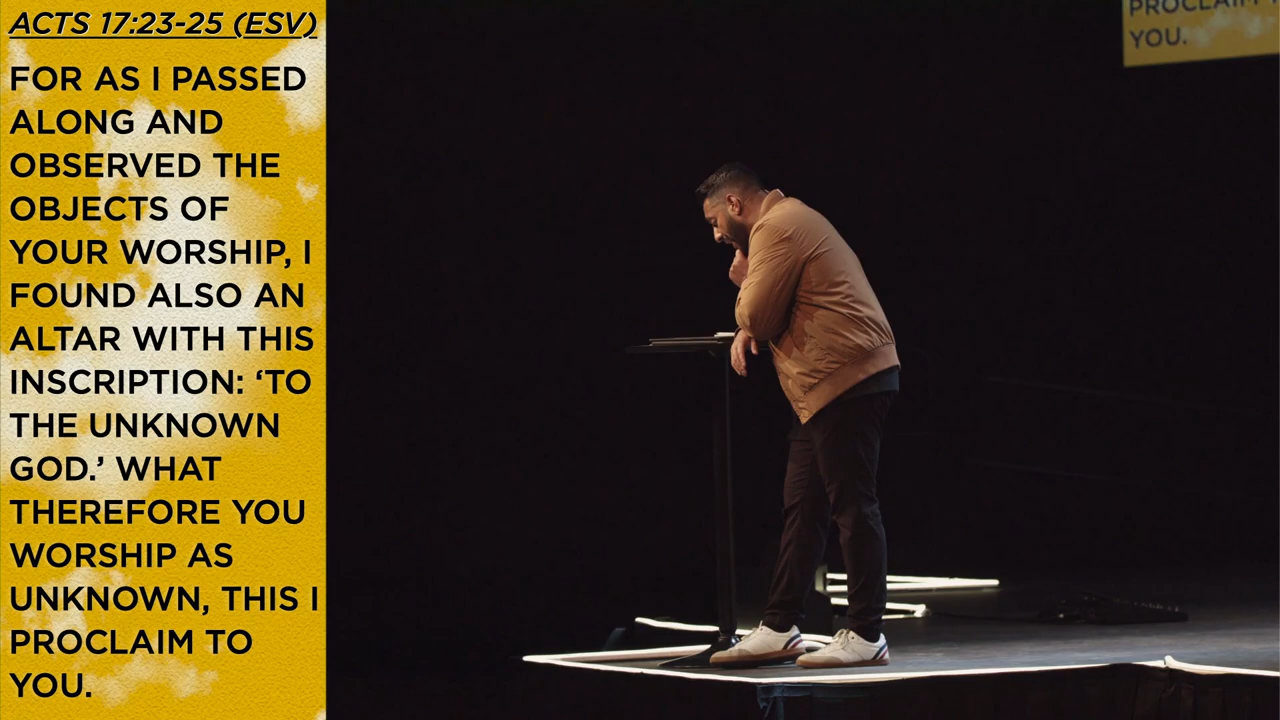 ACTS 17:23-25 (ESV)
FOR AS I PASSED
ALONG AND
OBSERVED THE
OBJECTS OF
YOUR WORSHIP, I
FOUND ALSO AN
ALTAR WITH THIS
INSCRIPTION: ‘TO
THE UNKNOWN
GOD.’ WHAT
THEREFORE YOU
WORSHIP AS
UNKNOWN, THIS I
PROCLAIM TO
YOU.
PROCLAIM T
YOU.